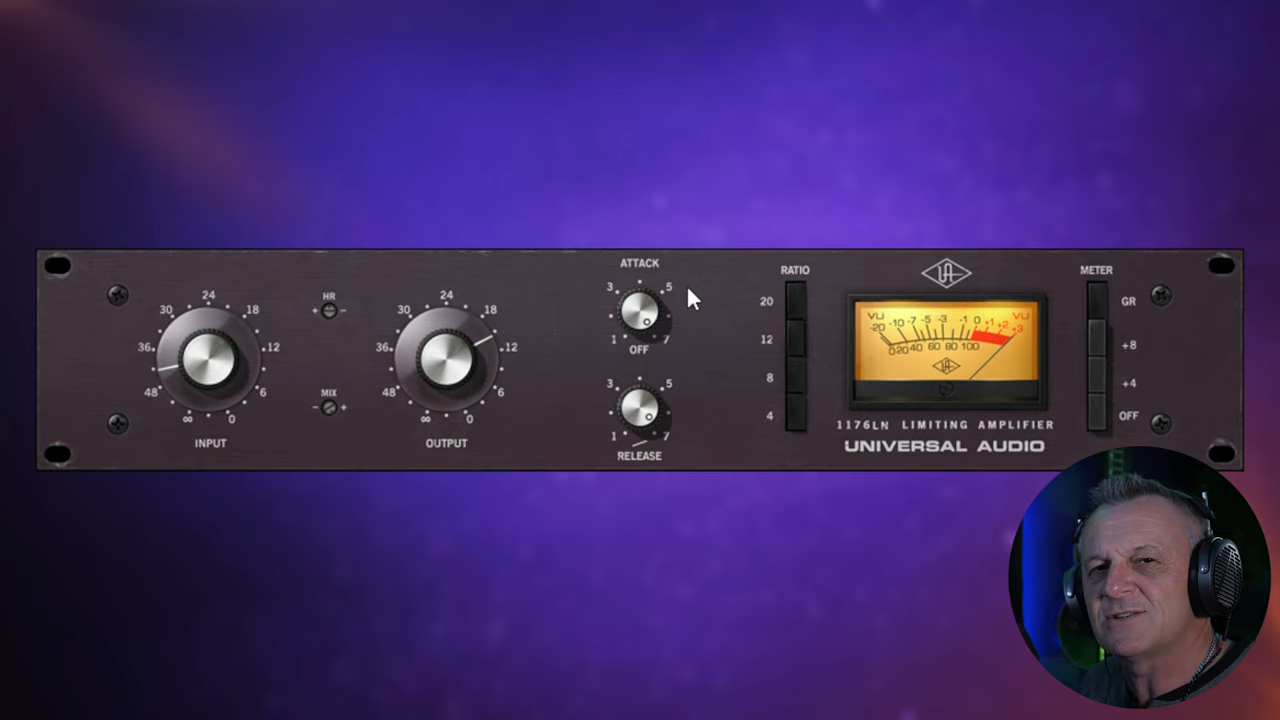 ATTACK
RATIO
METER
24
30
18
36
12
48
6
∞
0
INPUT
HR
+
-
MIX
-
+
24
30
18
36
12
48
6
∞
0
OUTPUT
3
5
1
7
OFF
3
5
1
7
RELEASE
20
12
8
4
UA
VU
-20 -10 -7 -5 -3 -1 0 +1 +2 +3
VU
0 20 40 60 80 100
UA
1176LN LIMITING AMPLIFIER
UNIVERSAL AUDIO
GR
+8
+4
OFF